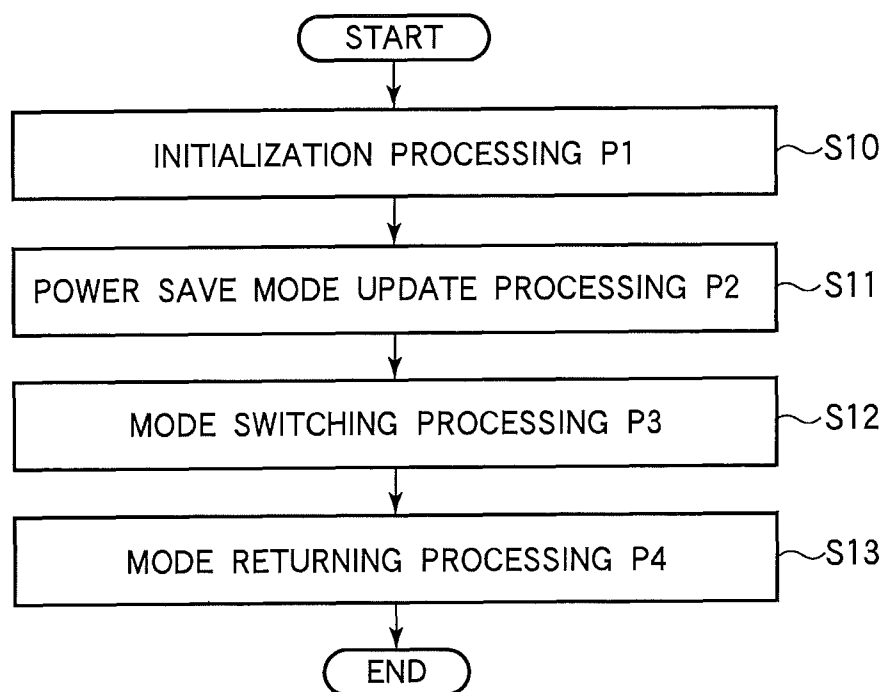 START
INITIALIZATION PROCESSING P1
S10
POWER SAVE MODE UPDATE PROCESSING P2
S11
MODE SWITCHING PROCESSING P3
S12
MODE RETURNING PROCESSING P4
S13
END